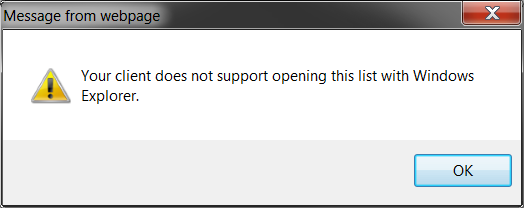 Message from webpage
Your client does not support opening this list with Windows
Explorer.
OK